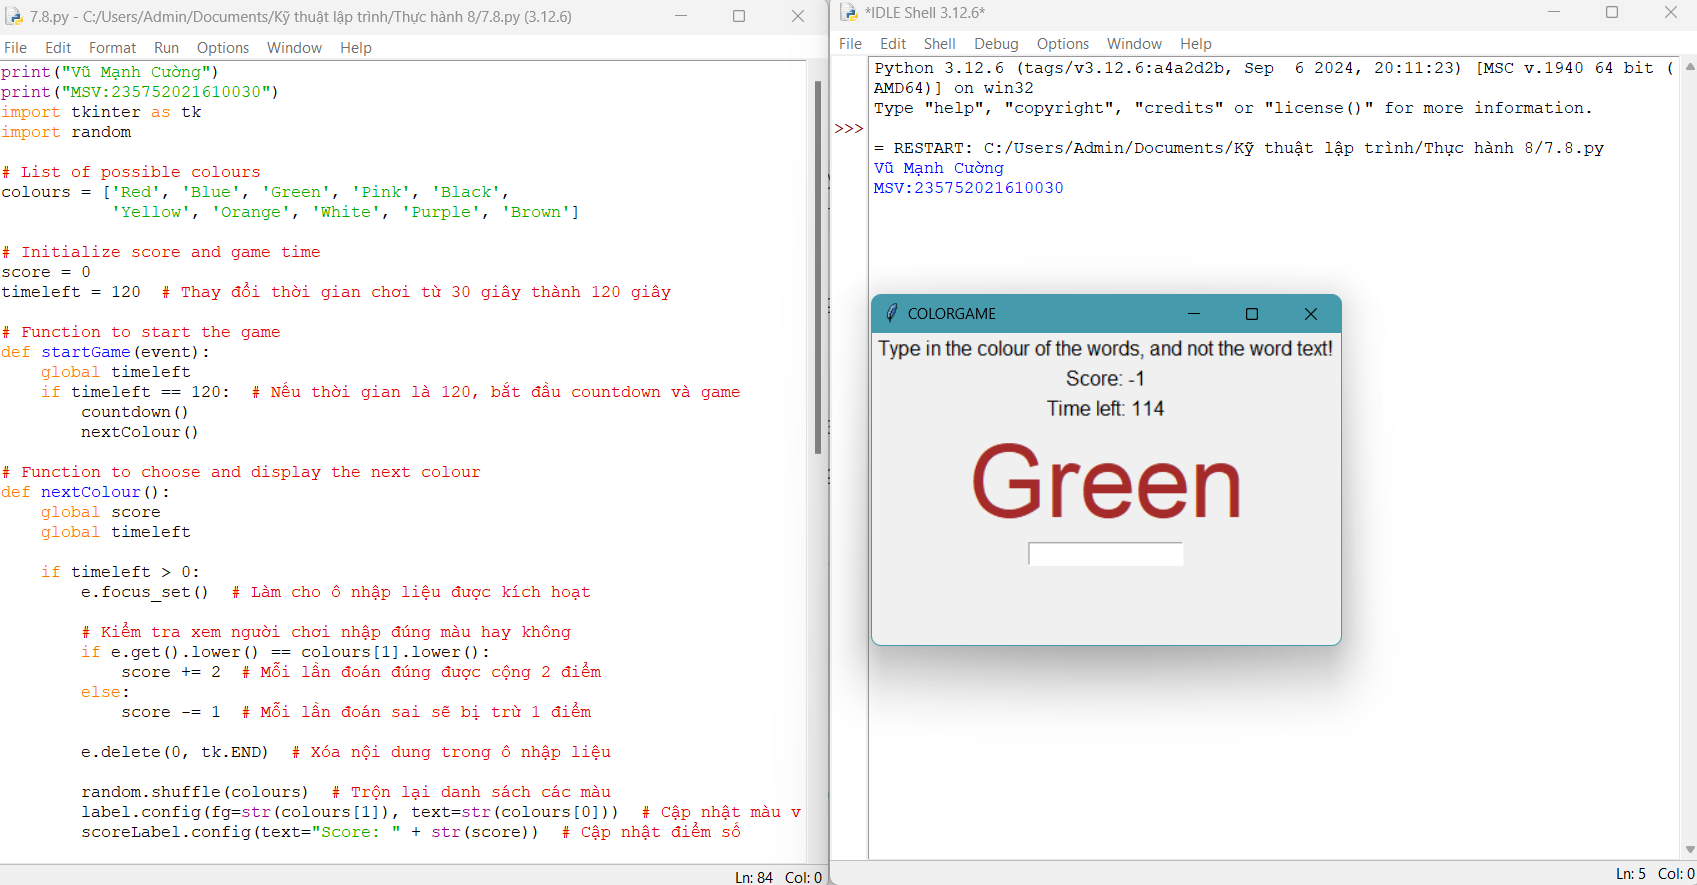 7.8.py - C:/Users/Admin/Documents/Kỹ thuật lập trình/Thực hành 8/7.8.py (3.12.6)
File Edit Format Run Options Window Help
print("Vũ Mạnh Cường")
print("MSV:235752021610030")
import tkinter as tk
import random
# List of possible colours
colours = ['Red', 'Blue', 'Green', 'Pink', 'Black',
'Yellow', 'Orange', 'White', 'Purple', 'Brown']
# Initialize score and game time
score = 0
timeleft = 120  # Thay đổi thời gian chơi từ 30 giây thành 120 giây
# Function to start the game
def startGame(event):
global timeleft
if timeleft == 120:  # Nếu thời gian là 120, bắt đầu countdown và game
countdown()
nextColour()
# Function to choose and display the next colour
def nextColour():
global score
global timeleft
if timeleft > 0:
e.focus_set()  # Làm cho ô nhập liệu được kích hoạt
# Kiểm tra xem người chơi nhập đúng màu hay không
if e.get().lower() == colours[1].lower():
score += 2  # Mỗi lần đoán đúng được cộng 2 điểm
else:
score -= 1  # Mỗi lần đoán sai sẽ bị trừ 1 điểm
e.delete(0, tk.END)  # Xóa nội dung trong ô nhập liệu
random.shuffle(colours)  # Trộn lại danh sách các màu
label.config(fg=str(colours[1]), text=str(colours[0]))  # Cập nhật màu v
scoreLabel.config(text="Score: " + str(score))  # Cập nhật điểm số
Ln: 84 Col: 0
*IDLE Shell 3.12.6*
File Edit Shell Debug Options Window Help
Python 3.12.6 (tags/v3.12.6:a4a2d2b, Sep  6 2024, 20:11:23) [MSC v.1940 64 bit (
AMD64)] on win32
Type "help", "copyright", "credits" or "license()" for more information.
>>>
= RESTART: C:/Users/Admin/Documents/Kỹ thuật lập trình/Thực hành 8/7.8.py
Vũ Mạnh Cường
MSV:235752021610030
COLORGAME
Type in the colour of the words, and not the word text!
Score: -1
Time left: 114
Green
Ln: 5 Col: 0